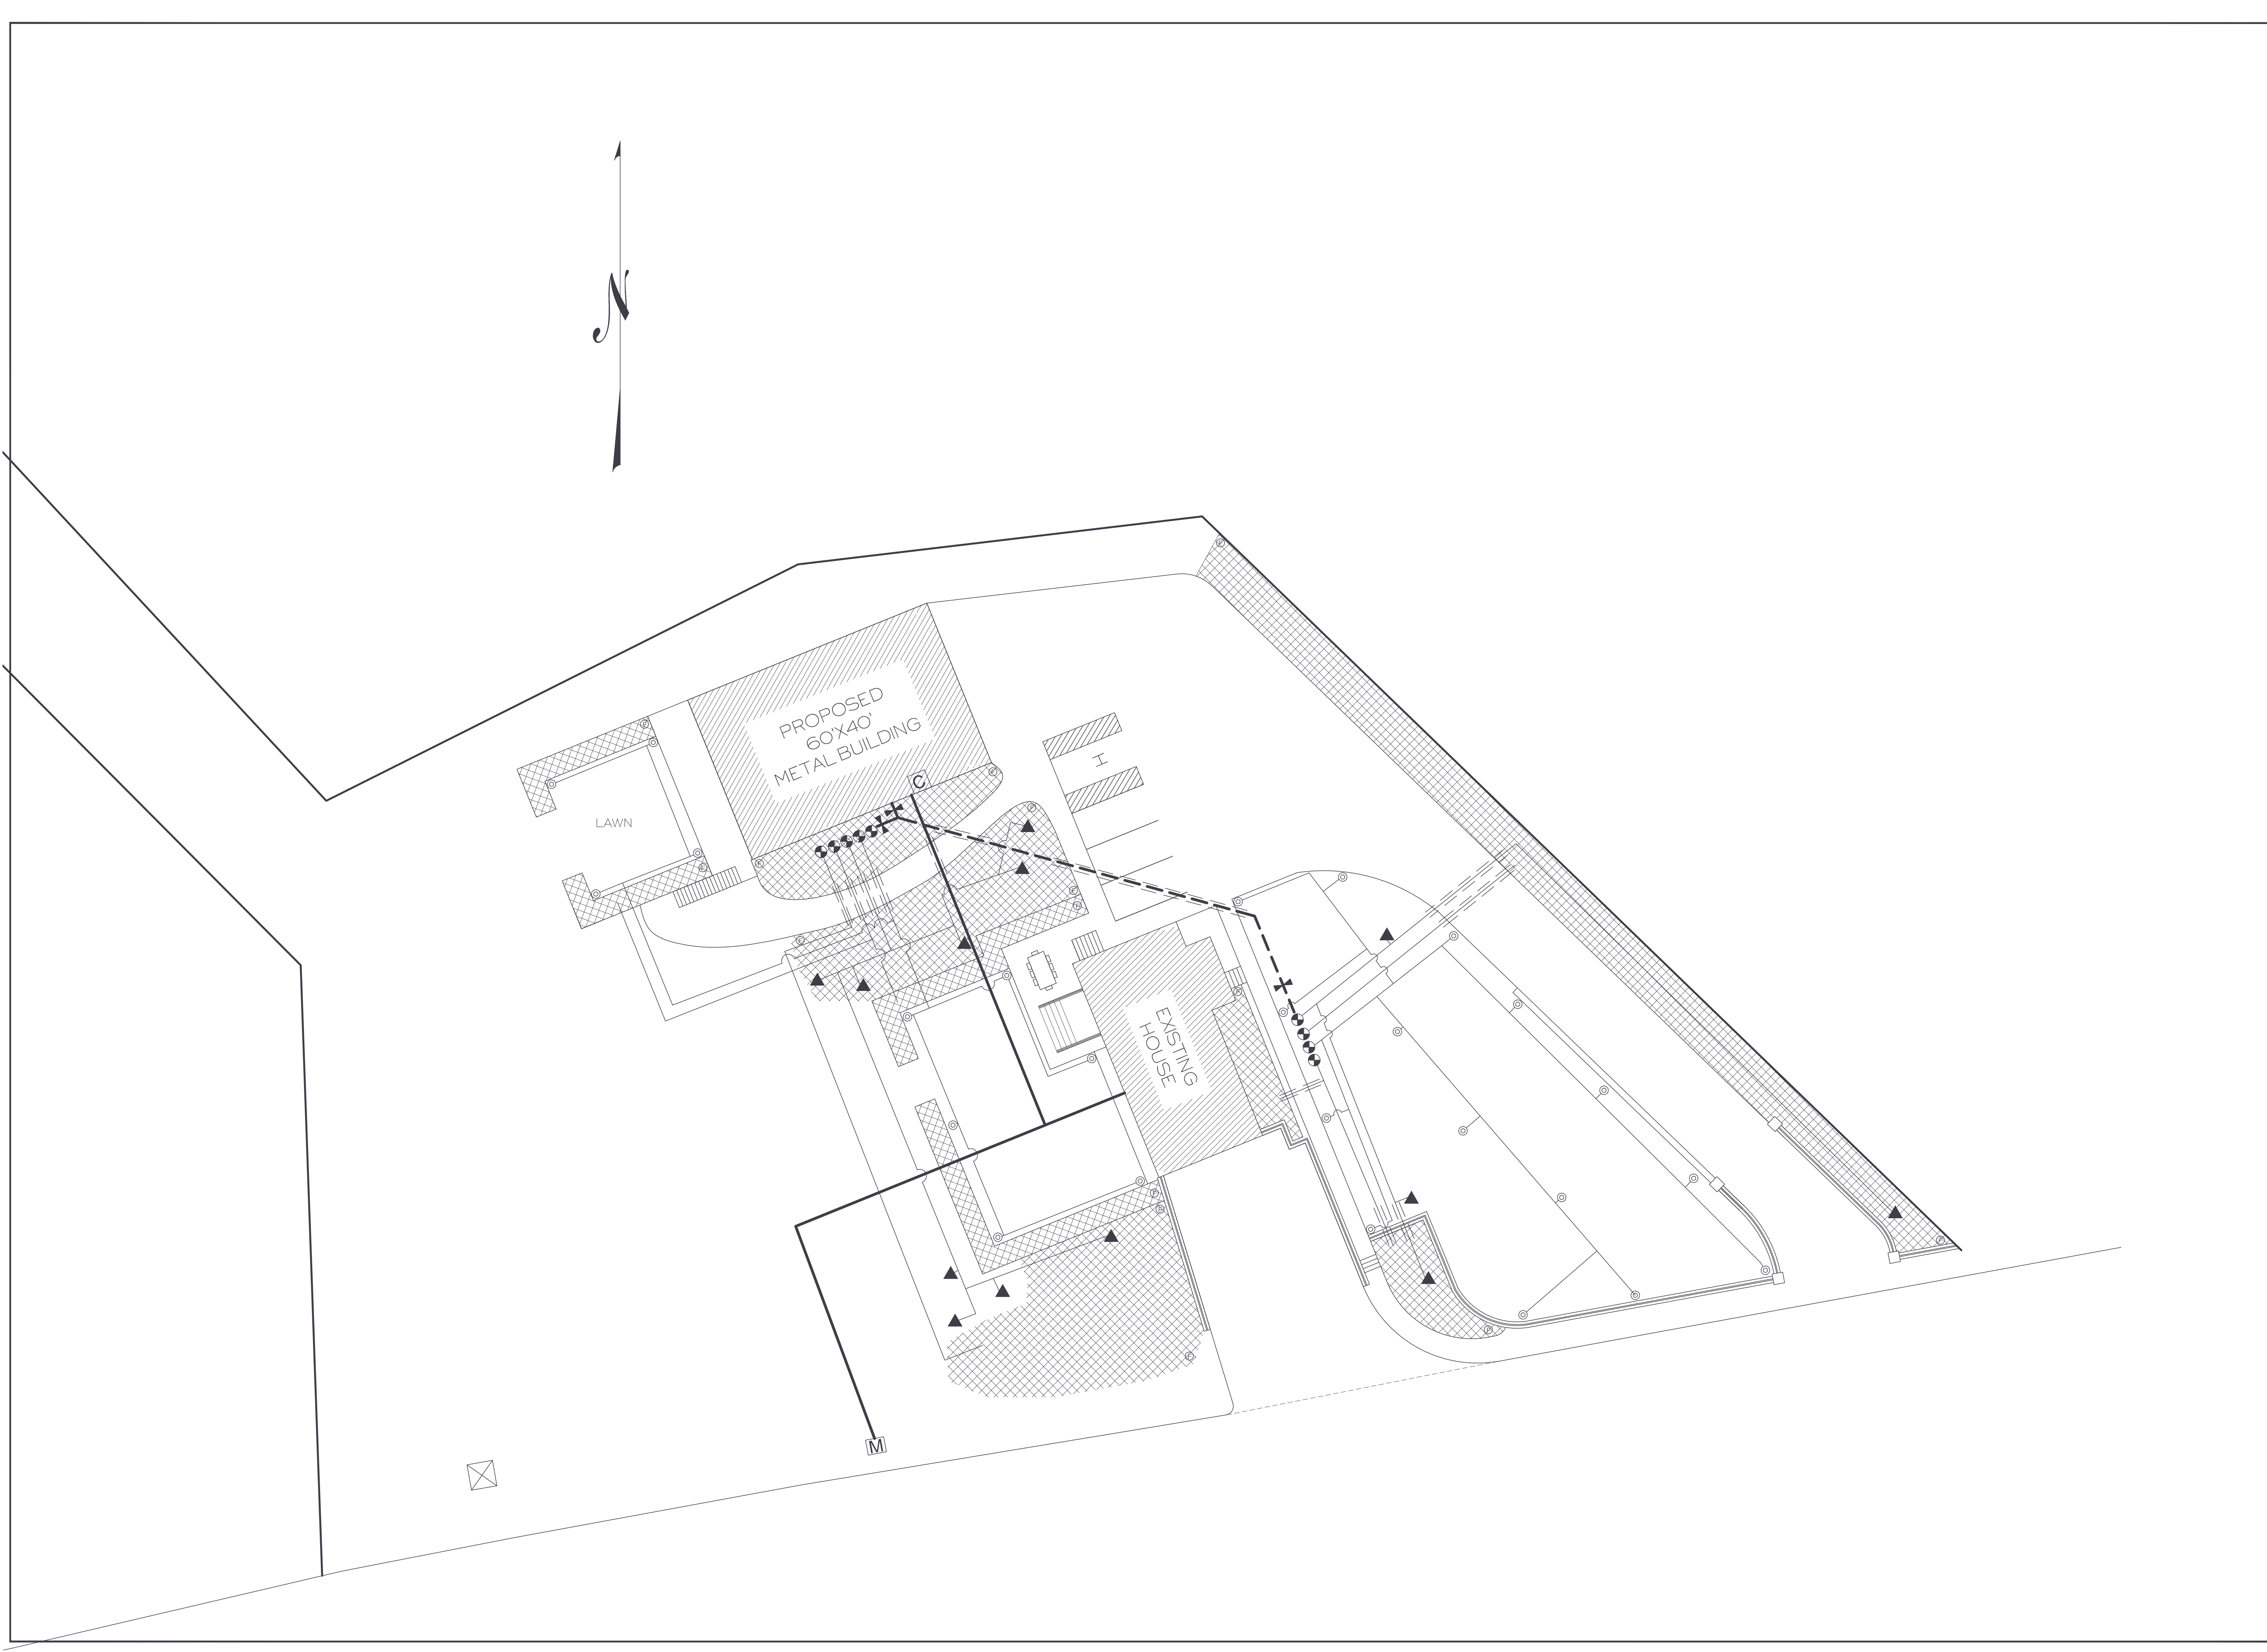 N
PROPOSED
60'X40'
METAL BUILDING
C
H
LAWN
EXISTING
HOUSE
M